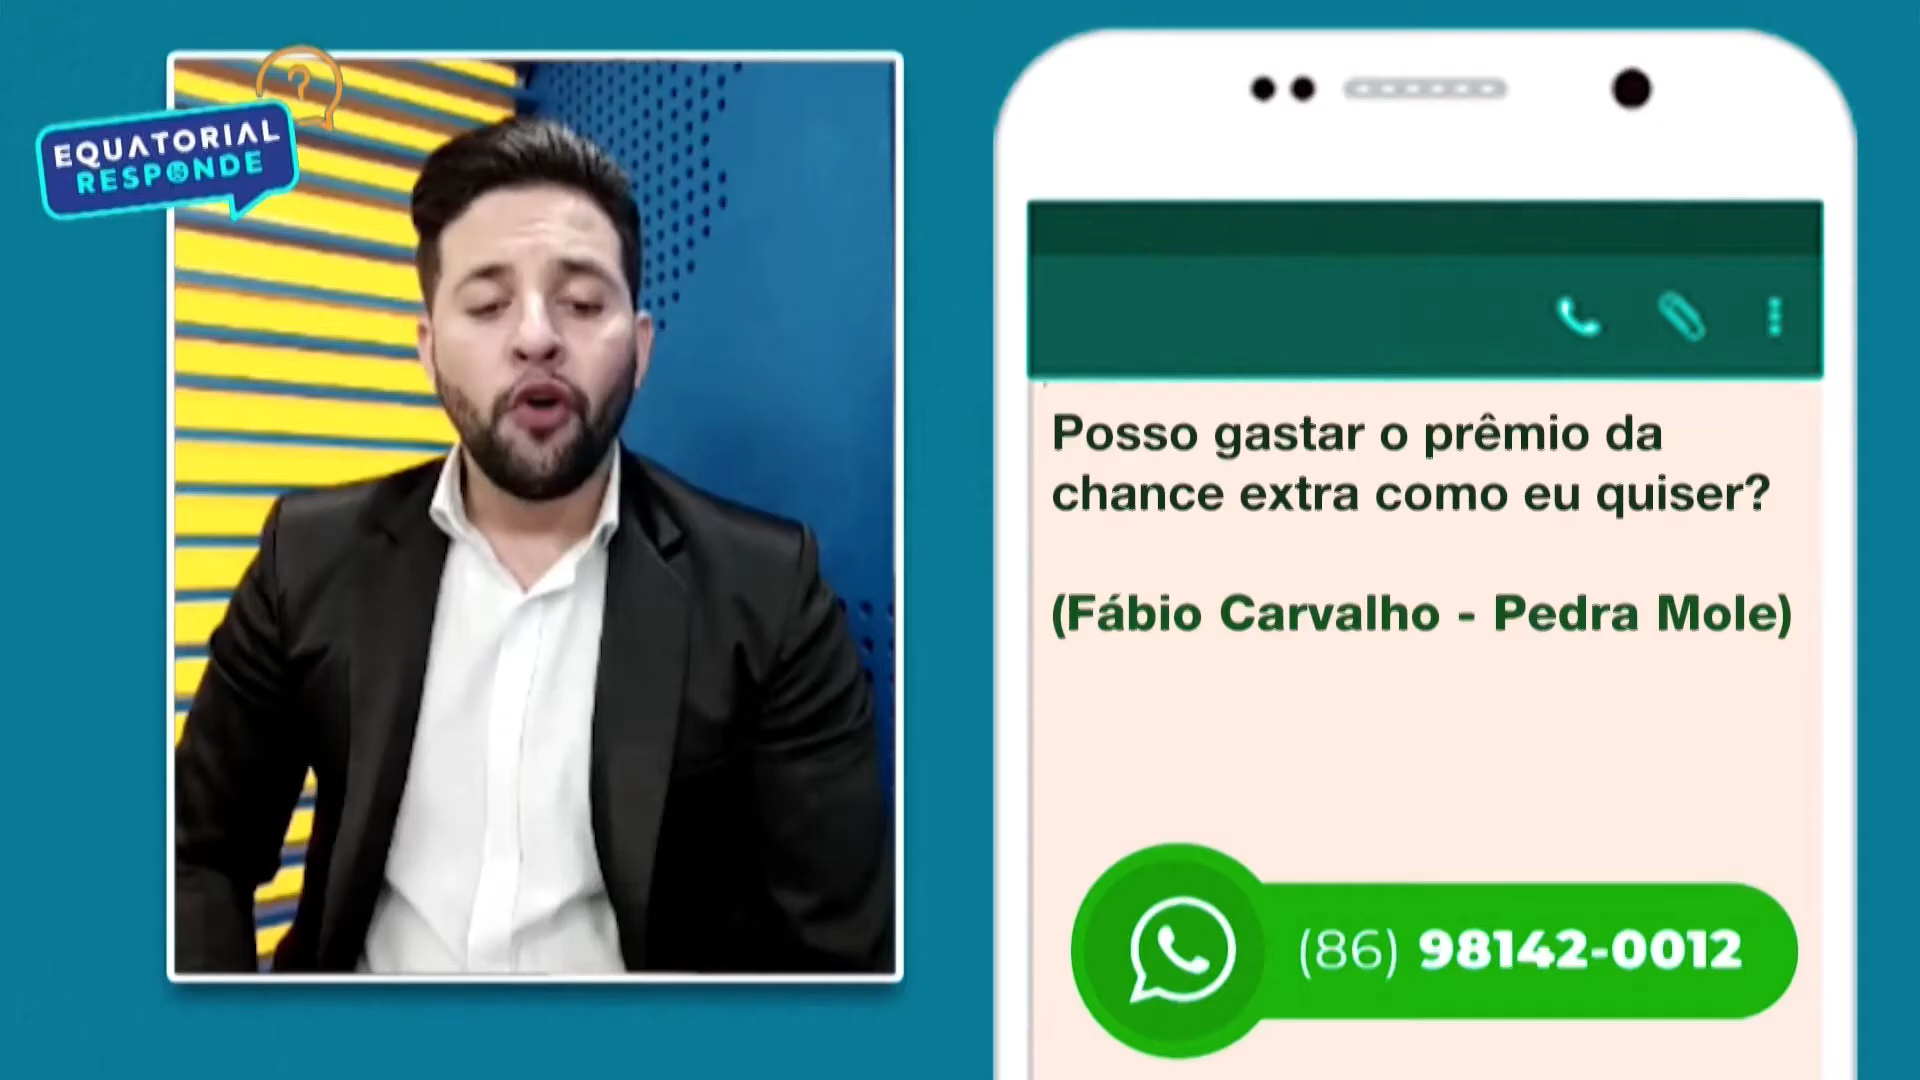 EQUATORIAL
RESPONDE
Posso gastar o prêmio da
chance extra como eu quiser?
(Fábio Carvalho - Pedra Mole)
(86) 98142-0012